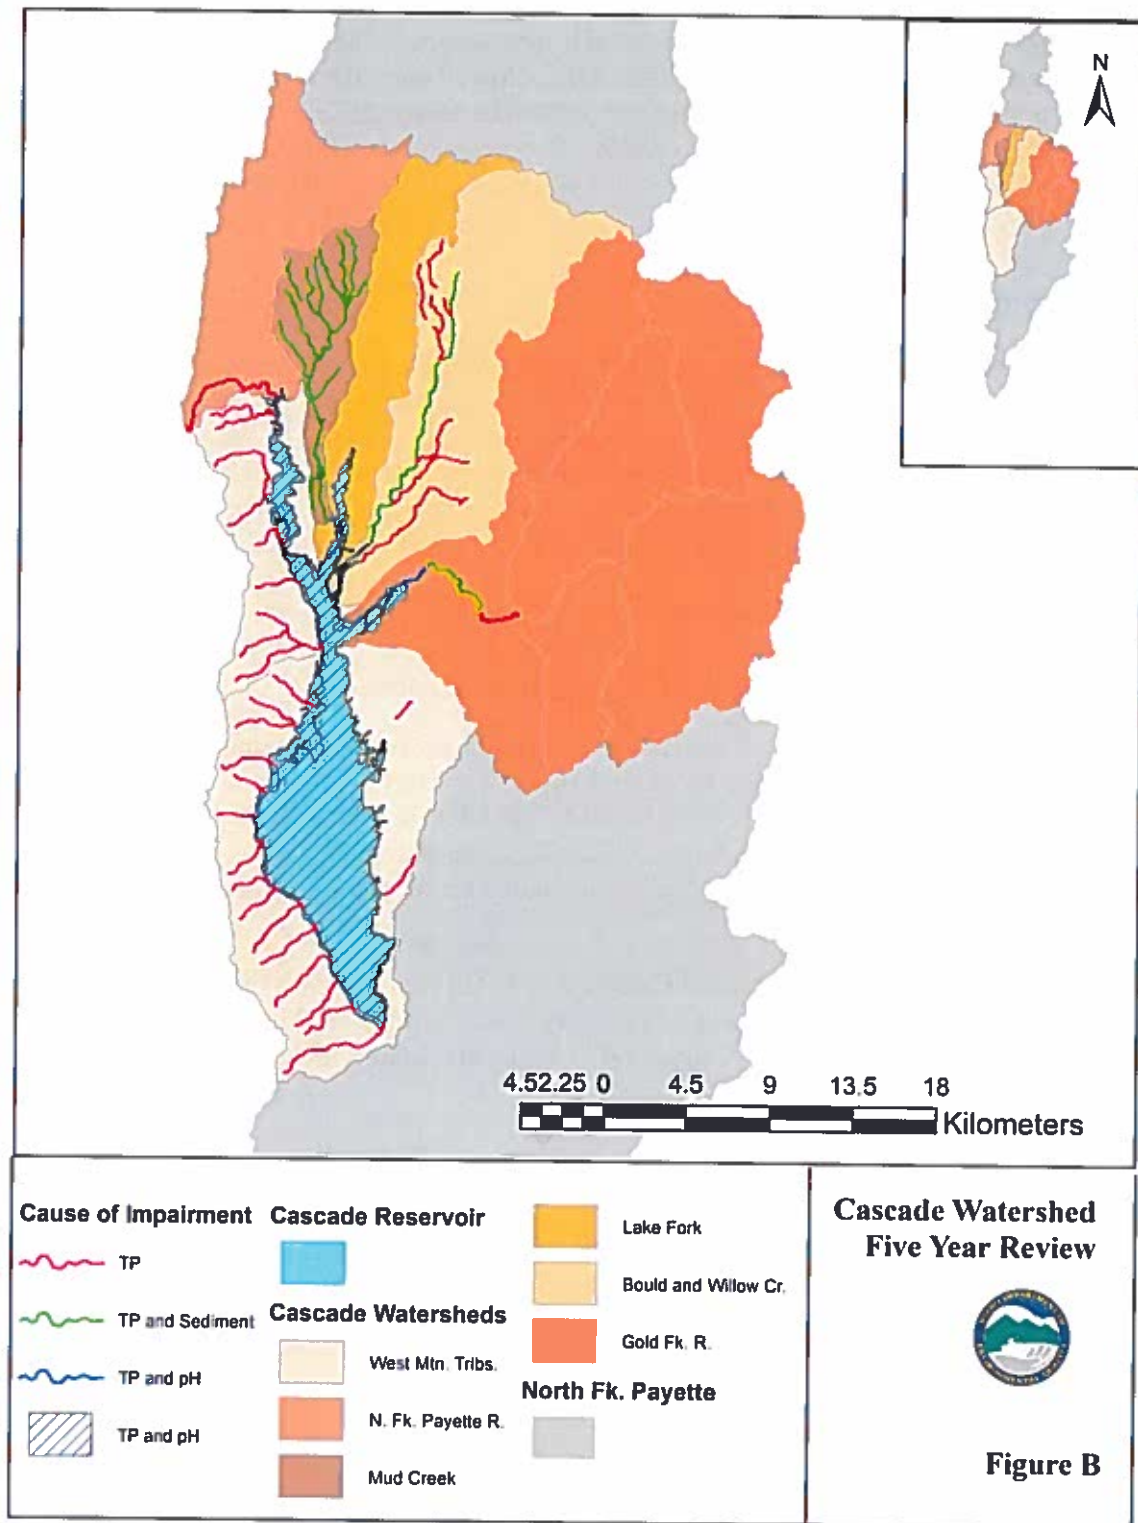 N
4.52.25 0 4.5 9 13.5 18
Kilometers
Cause of Impairment
TP
TP and Sediment
TP and pH
TP and pH
Cascade Reservoir
Cascade Watersheds
West Mtn. Tribs.
N. Fk. Payette R.
Mud Creek
Lake Fork
Bould and Willow Cr.
Gold Fk. R.
North Fk. Payette
Cascade Watershed
Five Year Review
Figure B